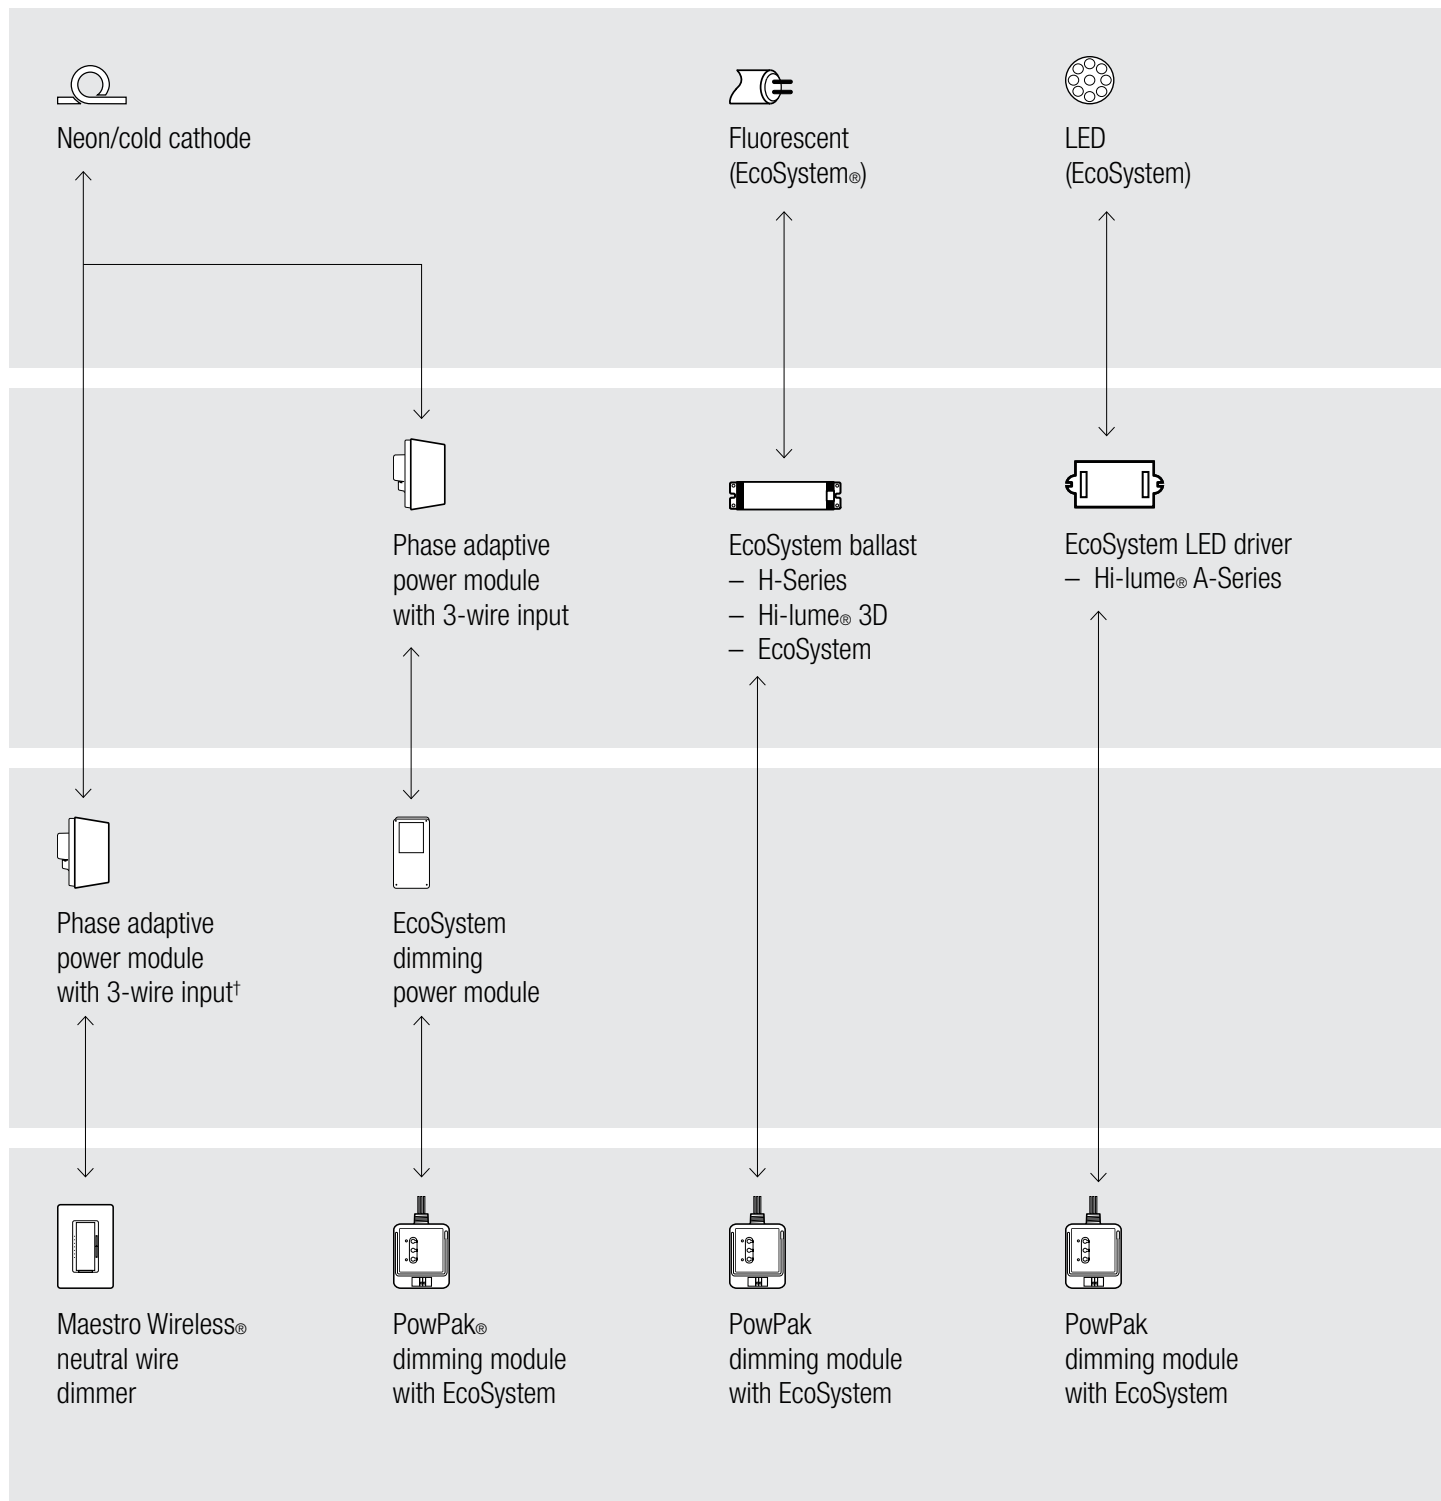 Neon/cold cathode
Fluorescent
(EcoSystem®)
LED
(EcoSystem)
Phase adaptive
power module
with 3-wire input
EcoSystem ballast
– H-Series
– Hi-lume® 3D
– EcoSystem
EcoSystem LED driver
– Hi-lume® A-Series
Phase adaptive
power module
with 3-wire input†
EcoSystem
dimming
power module
Maestro Wireless®
neutral wire
dimmer
PowPak®
dimming module
with EcoSystem
PowPak
dimming module
with EcoSystem
PowPak
dimming module
with EcoSystem